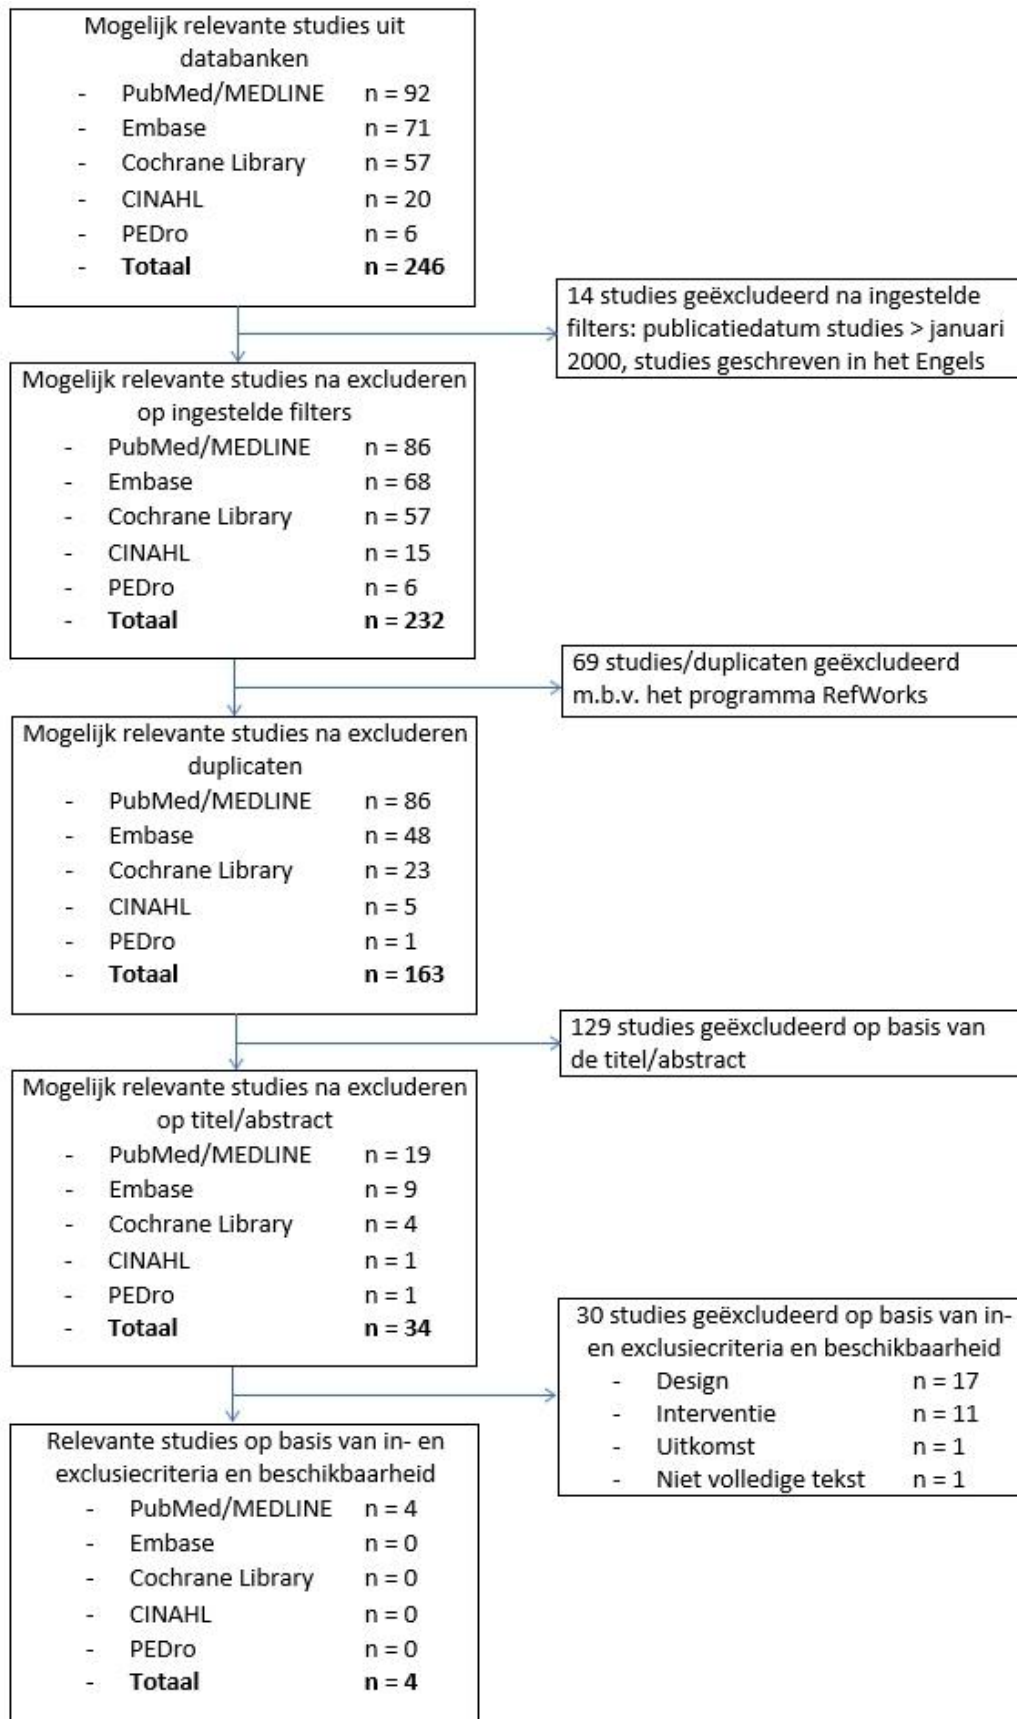 Mogelijk relevante studies uit
databanken
- PubMed/MEDLINE n = 92
- Embase n = 71
- Cochrane Library n = 57
- CINAHL n = 20
- PEDro n = 6
- Totaal n = 246
14 studies geëxcludeerd na ingestelde
filters: publicatiedatum studies > januari
2000, studies geschreven in het Engels
Mogelijk relevante studies na excluderen
op ingestelde filters
- PubMed/MEDLINE n = 86
- Embase n = 68
- Cochrane Library n = 57
- CINAHL n = 15
- PEDro n = 6
- Totaal n = 232
69 studies/duplicaten geëxcludeerd
m.b.v. het programma RefWorks
Mogelijk relevante studies na excluderen
duplicaten
- PubMed/MEDLINE n = 86
- Embase n = 48
- Cochrane Library n = 23
- CINAHL n = 5
- PEDro n = 1
- Totaal n = 163
129 studies geëxcludeerd op basis van
de titel/abstract
Mogelijk relevante studies na excluderen
op titel/abstract
- PubMed/MEDLINE n = 19
- Embase n = 9
- Cochrane Library n = 4
- CINAHL n = 1
- PEDro n = 1
- Totaal n = 34
30 studies geëxcludeerd op basis van in-
en exclusiecriteria en beschikbaarheid
- Design n = 17
- Interventie n = 11
- Uitkomst n = 1
- Niet volledige tekst n = 1
Relevante studies op basis van in- en
exclusiecriteria en beschikbaarheid
- PubMed/MEDLINE n = 4
- Embase n = 0
- Cochrane Library n = 0
- CINAHL n = 0
- PEDro n = 0
- Totaal n = 4